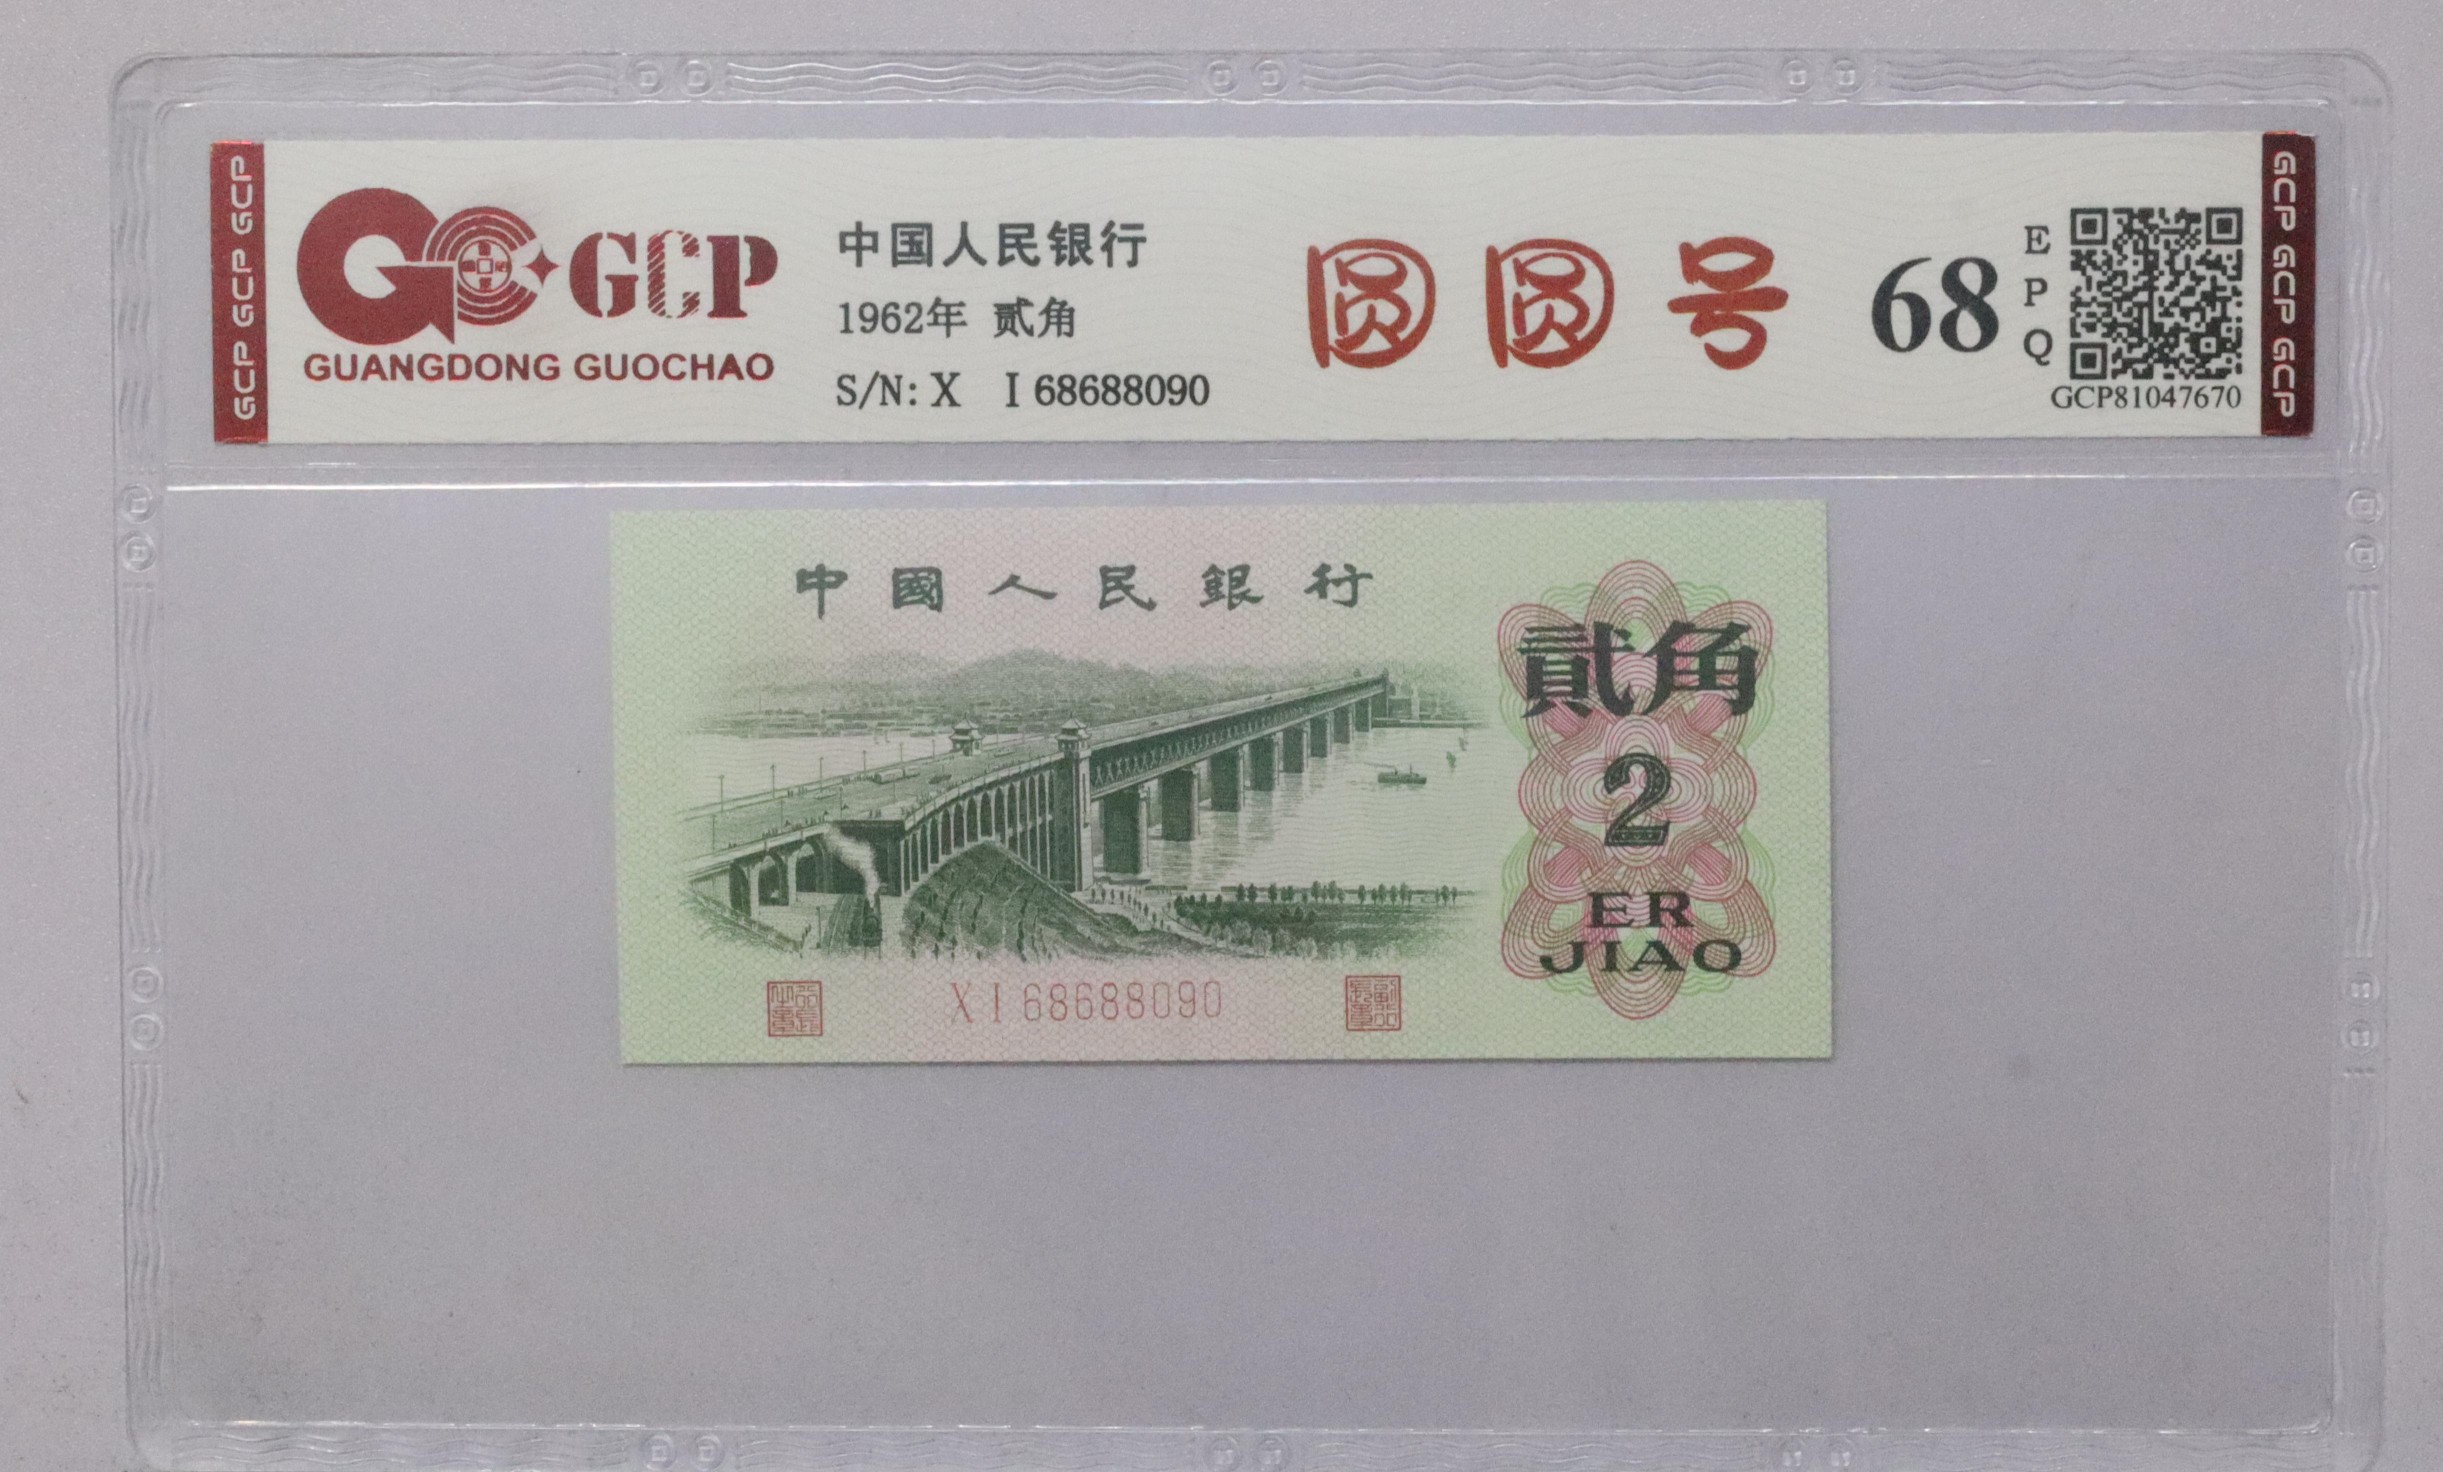 GCP GCP GCP
GCP
GUANGDONG GUOCHAO
中国人民银行
1962年 贰角
S/N: X I 68688090
圆圆号
68
E
P
Q
GCP81047670
GCP GCP GCP
中國人民銀行
貳角
2
ER
JIAO
X I 68688090